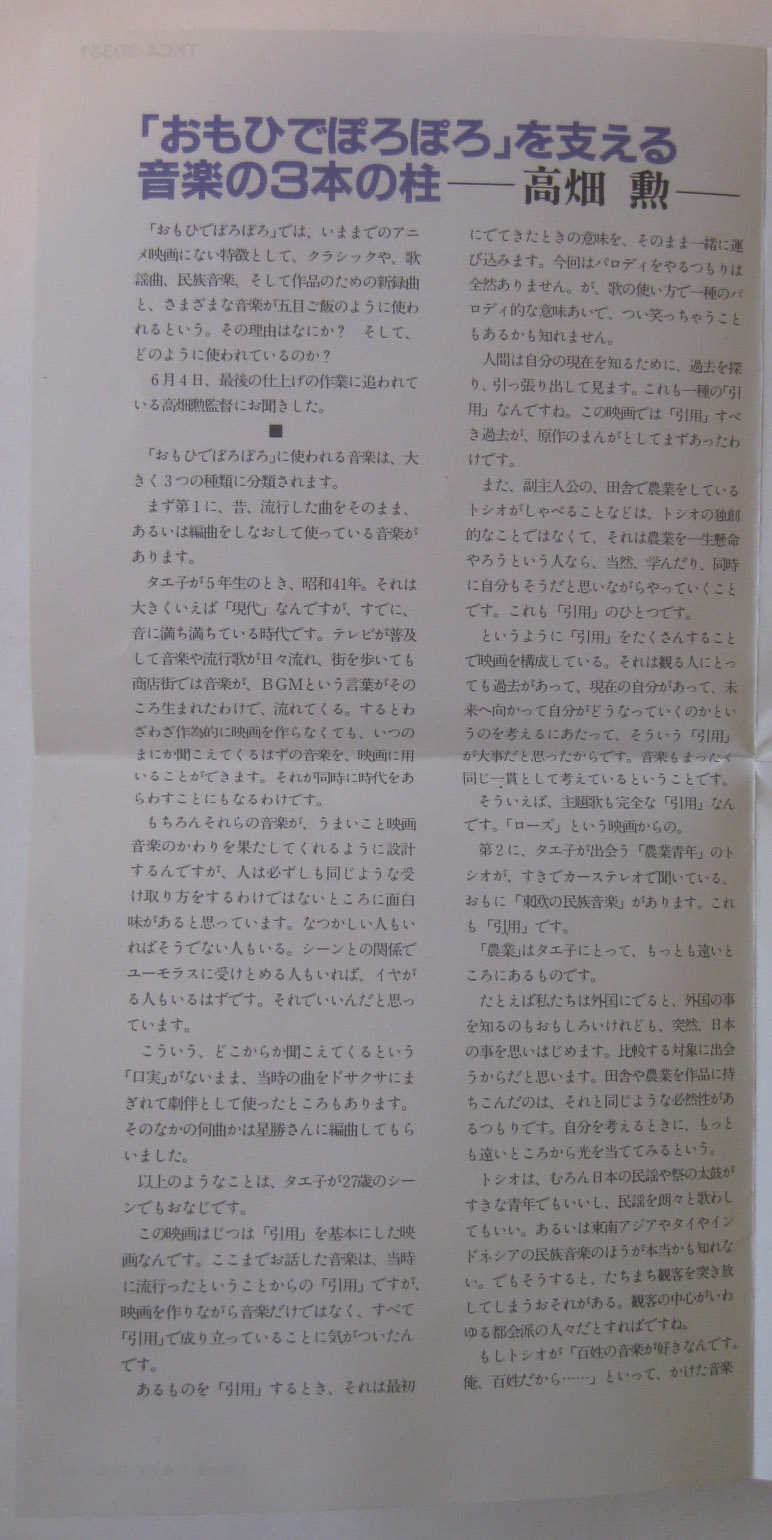 「おもひでぽろぽろ」を支える
音楽の3本の柱——高畑 勲——
「おもひでぽろぽろ」では、いままでのアニ
メ映画にない特徴として、クラシックや、歌
謡曲、民族音楽、そして作品のための新録曲
と、さまざまな音楽が五目ご飯のように使わ
れるという。その理由はなにか？　そして、
どのように使われているのか？
6月4日、最後の仕上げの作業に追われて
いる高畑勲監督にお聞きした。
■
「おもひでぽろぽろ」に使われる音楽は、大
きく3つの種類に分類されます。
まず第1に、昔、流行した曲をそのまま、
あるいは編曲をしなおして使っている音楽が
あります。
タエ子が5年生のとき、昭和41年。それは
大きくいえば「現代」なんですが、すでに、
音に満ち満ちている時代です。テレビが普及
して音楽や流行歌が日々流れ、街を歩いても
商店街では音楽が、BGMという言葉がその
ころ生まれたわけで、流れてくる。するとわ
ざわざ作為的に映画を作らなくても、いつの
まにか聞こえてくるはずの音楽を、映画に用
いることができます。それが同時に時代をあ
らわすことにもなるわけです。
もちろんそれらの音楽が、うまいこと映画
音楽のかわりを果たしてくれるように設計
するんですが、人は必ずしも同じような受
け取り方をするわけではないところに面白
味があると思っています。なつかしい人もい
ればそうでない人もいる。シーンとの関係で
ユーモラスに受けとめる人もいれば、イヤが
る人もいるはずです。それでいいんだと思っ
ています。
こういう、どこからか聞こえてくるという
「口実」がないまま、当時の曲をドサクサにま
ぎれて劇伴として使ったところもあります。
そのなかの何曲かは星勝さんに編曲してもら
いました。
以上のようなことは、タエ子が27歳のシー
ンでもおなじです。
この映画はじつは「引用」を基本にした映
画なんです。ここまでお話した音楽は、当時
に流行ったということからの「引用」ですが、
映画を作りながら音楽だけではなく、すべて
「引用」で成り立っていることに気がついたん
です。
あるものを「引用」するとき、それは最初
にでてきたときの意味を、そのまま一緒に運
び込みます。今回はパロディをやるつもりは
全然ありません。が、歌の使い方で一種のパ
ロディ的な意味あいで、つい笑っちゃうこと
もあるかも知れません。
人間は自分の現在を知るために、過去を探
り、引っ張り出して見ます。これも一種の「引
用」なんですね。この映画では「引用」すべ
き過去が、原作のまんがとしてまずあったわ
けです。
また、副主人公の、田舎で農業をしている
トシオがしゃべることなどは、トシオの独創
的なことではなくて、それは農業を一生懸命
やろうという人なら、当然、学んだり、同時
に自分もそうだと思いながらやっていくこと
です。これも「引用」のひとつです。
というように「引用」をたくさんすること
で映画を構成している。それは観る人にとっ
ても過去があって、現在の自分があって、未
来へ向かって自分がどうなっていくのかとい
うのを考えるにあたって、そういう「引用」
が大事だと思ったからです。音楽もまったく
同じ一貫として考えているということです。
そういえば、主題歌も完全な「引用」なん
です。「ローズ」という映画からの。
第2に、タエ子が出会う「農業青年」のト
シオが、すきでカーステレオで聞いている、
おもに「東欧の民族音楽」があります。これ
も「引用」です。
「農業」はタエ子にとって、もっとも遠いと
ころにあるものです。
たとえば私たちは外国にでると、外国の事
を知るのもおもしろいけれども、突然、日本
の事を思いはじめます。比較する対象に出会
うからだと思います。田舎や農業を作品に持
ちこんだのは、それと同じような必然性があ
るつもりです。自分を考えるときに、もっと
も遠いところから光を当ててみるという。
トシオは、むろん日本の民謡や祭の太鼓が
すきな青年でもいいし、民謡を朗々と歌わし
てもいい。あるいは東南アジアやタイやイン
ドネシアの民族音楽のほうが本当かも知れな
い。でもそうすると、たちまち観客を突き放
してしまうおそれがある。観客の中心がいわ
ゆる都会派の人々だとすればですね。
もしトシオが「百姓の音楽が好きなんです。
俺、百姓だから……」といって、かけた音楽